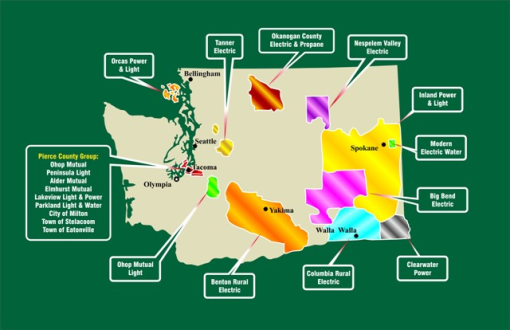 Okanogan County
Electric & Propane
Tanner
Electric
Nespelem Valley
Electric
Orcas Power
& Light
Bellingham
Inland Power
& Light
Seattle
Spokane
Modern
Electric Water
Pierce County Group:
Ohop Mutual
Peninsula Light
Alder Mutual
Elmhurst Mutual
Lakeview Light & Power
Parkland Light & Water
City of Milton
Town of Stelacoom
Town of Eatonville
Tacoma
Olympia
Big Bend
Electric
Yakima
Walla Walla
Ohop Mutual
Light
Benton Rural
Electric
Columbia Rural
Electric
Clearwater
Power